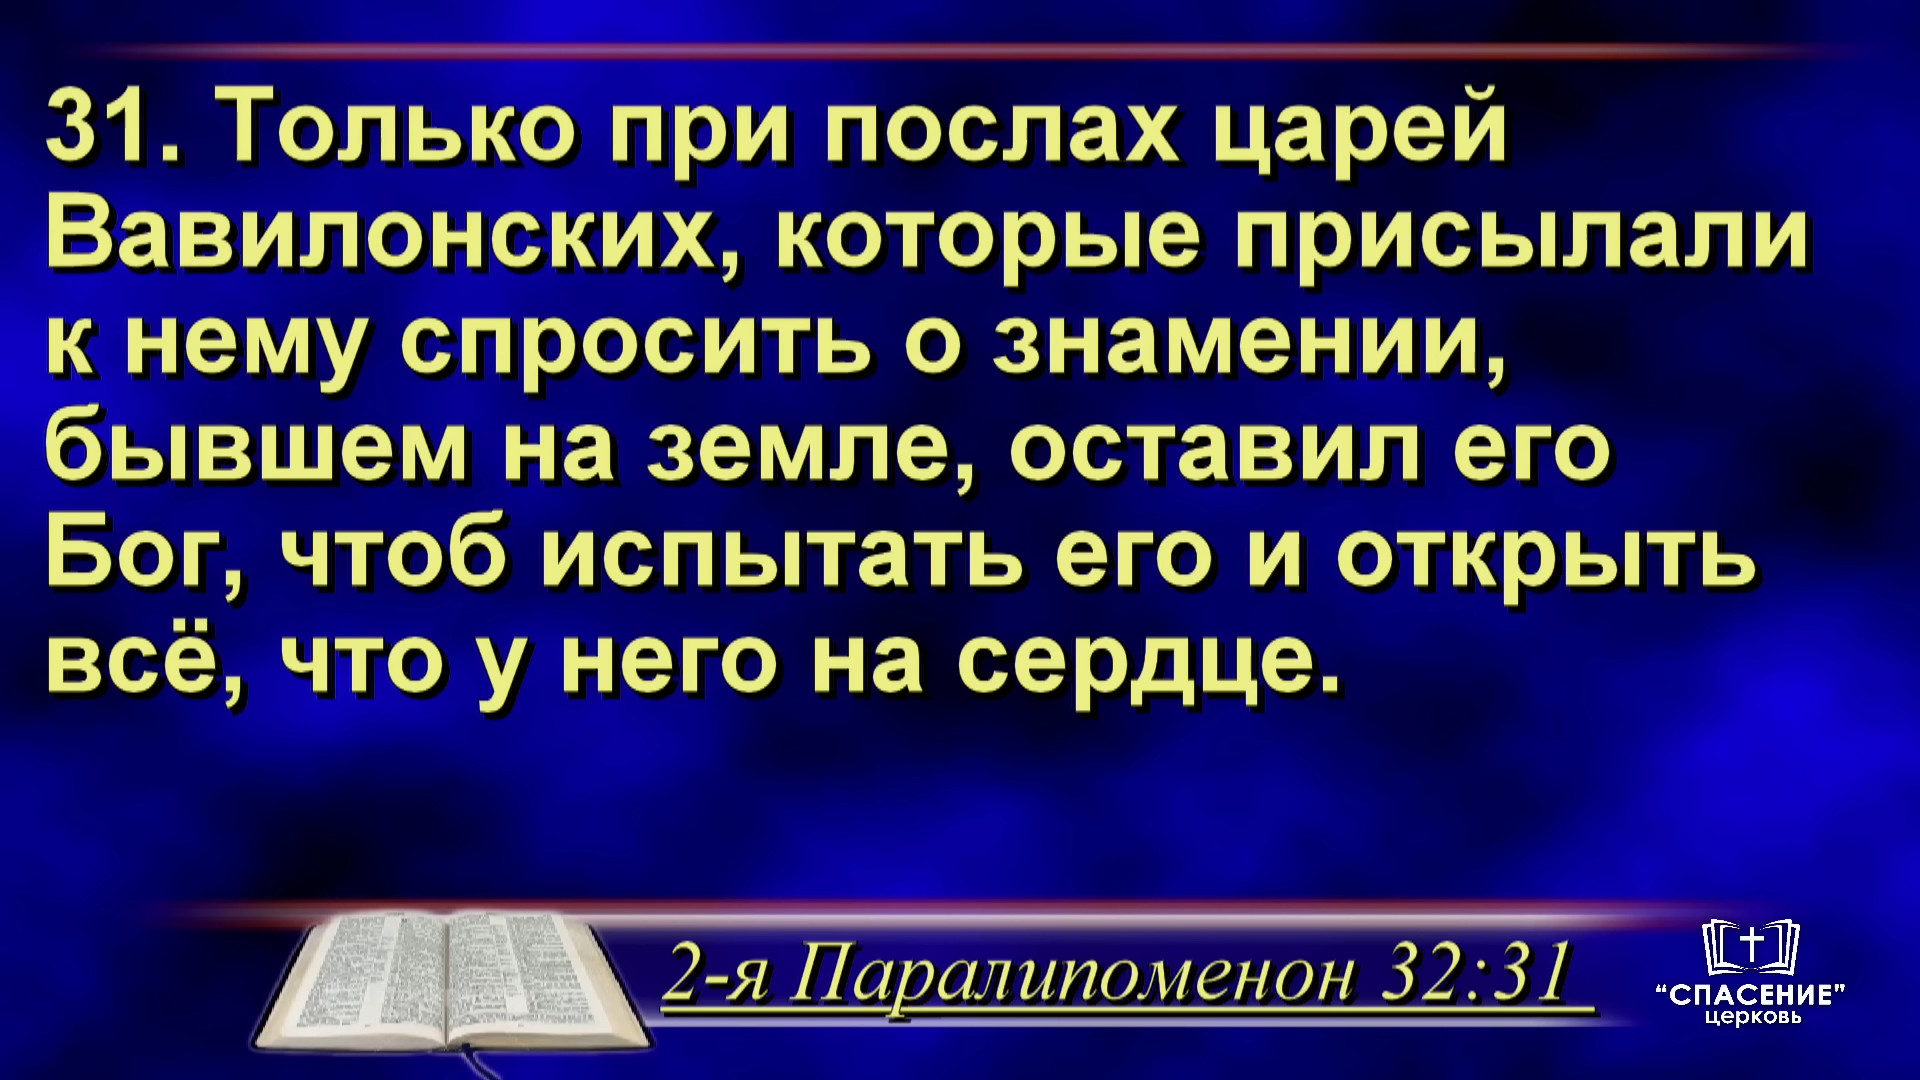 31. Только при послах царей
Вавилонских, которые присылали
к нему спросить о знамении,
бывшем на земле, оставил его
Бог, чтоб испытать его и открыть
всё, что у него на сердце.
2-я Паралипоменон 32:31
“СПАСЕНИЕ”
церковь